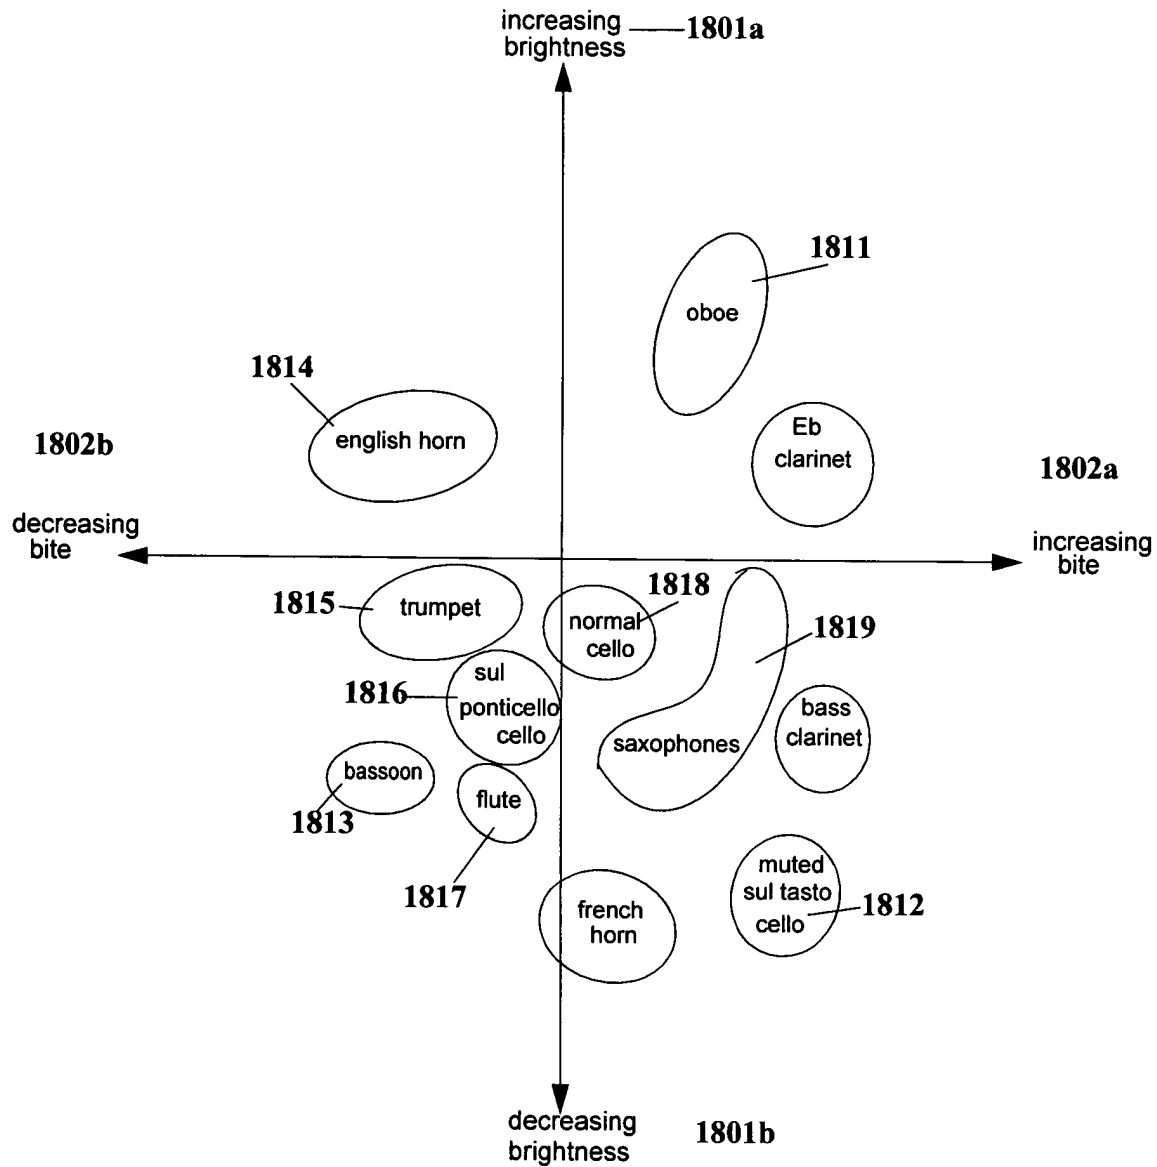 increasing
brightness
1801a
1811
oboe
1814
english horn
Eb
clarinet
1802b
1802a
decreasing
bite
increasing
bite
1815
trumpet
1818
normal
cello
1819
1816
sul
ponticello
cello
saxophones
bass
clarinet
bassoon
1813
flute
1817
french
horn
muted
sul tasto
cello
1812
decreasing
brightness
1801b